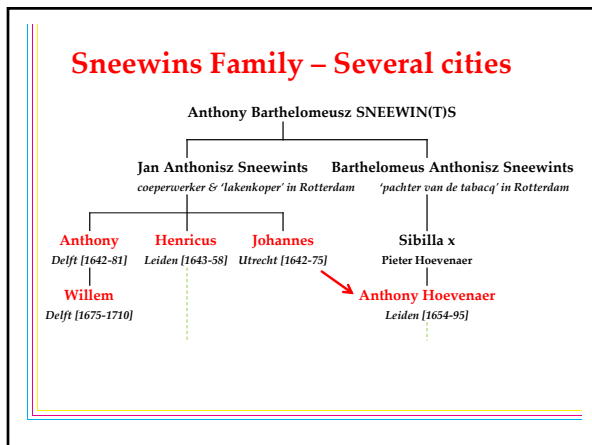 Sneewins Family – Several cities
Anthony Barthelomeusz SNEEWIN(T)S
Jan Anthonisz Sneewints Barthelomeus Anthonisz Sneewints
coeperwerker & ‘lakenkoper’ in Rotterdam ‘pachter van de tabacq’ in Rotterdam
Anthony Henricus Johannes Sibilla x
Delft [1642-81] Leiden [1643-58] Utrecht [1642-75] Pieter Hoevenaer
Willem Anthony Hoevenaer
Delft [1675-1710] Leiden [1654-95]